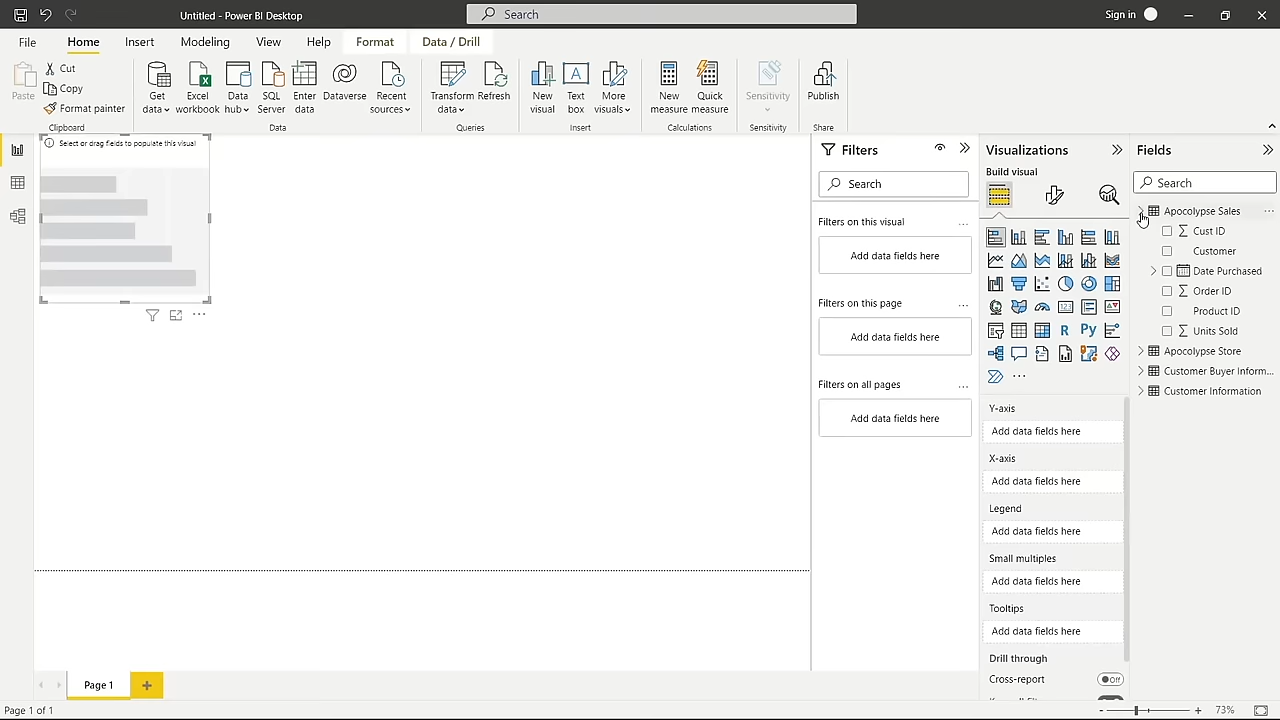 Untitled - Power BI Desktop
Search
Sign in
File
Home
Insert
Modeling
View
Help
Format
Data / Drill
Paste
Cut
Copy
Format painter
Clipboard
Get data
Excel workbook
Data hub
SQL Server
Enter data
Dataverse
Recent sources
Data
Transform data
Refresh
Queries
New visual
Text box
More visuals
Insert
New measure
Quick measure
Calculations
Sensitivity
Sensitivity
Publish
Share
Select or drag fields to populate this visual
Filters
Search
Filters on this visual
Add data fields here
Filters on this page
Add data fields here
Filters on all pages
Add data fields here
Visualizations
Build visual
R
Py
Y-axis
Add data fields here
X-axis
Add data fields here
Legend
Add data fields here
Small multiples
Add data fields here
Tooltips
Add data fields here
Drill through
Cross-report
Off
Fields
Search
Apocolypse Sales
Cust ID
Customer
Date Purchased
Order ID
Product ID
Units Sold
Apocolypse Store
Customer Buyer Inform...
Customer Information
Page 1
Page 1 of 1
73%